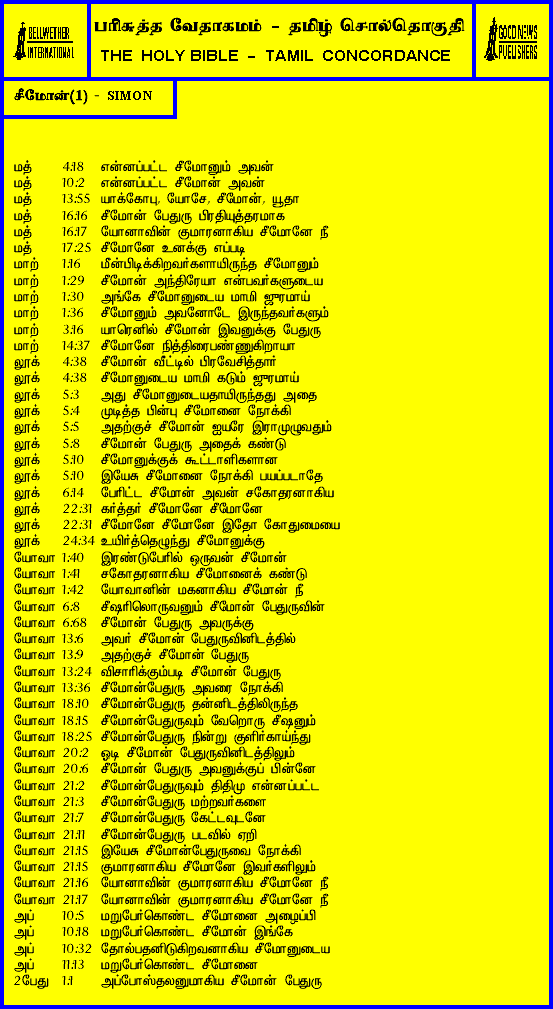 BELLWETHER
INTERNATIONAL
பரிசுத்த வேதாகமம் - தமிழ் சொல்தொகுதி
THE HOLY BIBLE - TAMIL CONCORDANCE
GOOD NEWS
PUBLISHERS
சீமோன்(1) - SIMON
மத் 4:18 என்னப்பட்ட சீமோனும் அவன்
மத் 10:2 என்னப்பட்ட சீமோன் அவன்
மத் 13:55 யாக்கோபு, யோசே, சீமோன், யூதா
மத் 16:16 சீமோன் பேதுரு பிரதியுத்தரமாக
மத் 16:17 யோனாவின் குமாரனாகிய சீமோனே நீ
மத் 17:25 சீமோனே உனக்கு எப்படி
மாற் 1:16 மீன்பிடிக்கிறவர்களாயிருந்த சீமோனும்
மாற் 1:29 சீமோன் அந்திரேயா என்பவர்களுடைய
மாற் 1:30 அங்கே சீமோனுடைய மாமி ஜுரமாய்
மாற் 1:36 சீமோனும் அவனோடே இருந்தவர்களும்
மாற் 3:16 யாரெனில் சீமோன் இவனுக்கு பேதுரு
மாற் 14:37 சீமோனே நித்திரைபண்ணுகிறாயா
லூக் 4:38 சீமோன் வீட்டில் பிரவேசித்தார்
லூக் 4:38 சீமோனுடைய மாமி கடும் ஜுரமாய்
லூக் 5:3 அது சீமோனுடையதாயிருந்தது அதை
லூக் 5:4 முடித்த பின்பு சீமோனை நோக்கி
லூக் 5:5 அதற்குச் சீமோன் ஐயரே இராமுழுவதும்
லூக் 5:8 சீமோன் பேதுரு அதைக் கண்டு
லூக் 5:10 சீமோனுக்குக் கூட்டாளிகளான
லூக் 5:10 இயேசு சீமோனை நோக்கி பயப்படாதே
லூக் 6:14 பேரிட்ட சீமோன் அவன் சகோதரனாகிய
லூக் 22:31 கர்த்தர் சீமோனே சீமோனே
லூக் 22:31 சீமோனே சீமோனே இதோ கோதுமையை
லூக் 24:34 உயிர்த்தெழுந்து சீமோனுக்கு
யோவா 1:40 இரண்டுபேரில் ஒருவன் சீமோன்
யோவா 1:41 சகோதரனாகிய சீமோனைக் கண்டு
யோவா 1:42 யோவானின் மகனாகிய சீமோன் நீ
யோவா 6:8 சீஷரிலொருவனும் சீமோன் பேதுருவின்
யோவா 6:68 சீமோன் பேதுரு அவருக்கு
யோவா 13:6 அவர் சீமோன் பேதுருவினிடத்தில்
யோவா 13:9 அதற்குச் சீமோன் பேதுரு
யோவா 13:24 விசாரிக்கும்படி சீமோன் பேதுரு
யோவா 13:36 சீமோன்பேதுரு அவரை நோக்கி
யோவா 18:10 சீமோன்பேதுரு தன்னிடத்திலிருந்த
யோவா 18:15 சீமோன்பேதுருவும் வேறொரு சீஷனும்
யோவா 18:25 சீமோன்பேதுரு நின்று குளிர்காய்ந்து
யோவா 20:2 ஓடி சீமோன் பேதுருவினிடத்திலும்
யோவா 20:6 சீமோன் பேதுரு அவனுக்குப் பின்னே
யோவா 21:2 சீமோன்பேதுருவும் திதிமு என்னப்பட்ட
யோவா 21:3 சீமோன்பேதுரு மற்றவர்களை
யோவா 21:7 சீமோன்பேதுரு கேட்டவுடனே
யோவா 21:11 சீமோன்பேதுரு படவில் ஏறி
யோவா 21:15 இயேசு சீமோன்பேதுருவை நோக்கி
யோவா 21:15 குமாரனாகிய சீமோனே இவர்களிலும்
யோவா 21:16 யோனாவின் குமாரனாகிய சீமோனே நீ
யோவா 21:17 யோனாவின் குமாரனாகிய சீமோனே நீ
அப் 10:5 மறுபேர்கொண்ட சீமோனை அழைப்பி
அப் 10:18 மறுபேர்கொண்ட சீமோன் இங்கே
அப் 10:32 தோல்பதனிடுகிறவனாகிய சீமோனுடைய
அப் 11:13 மறுபேர்கொண்ட சீமோனை
2பேது 1:1 அப்போஸ்தலனுமாகிய சீமோன் பேதுரு